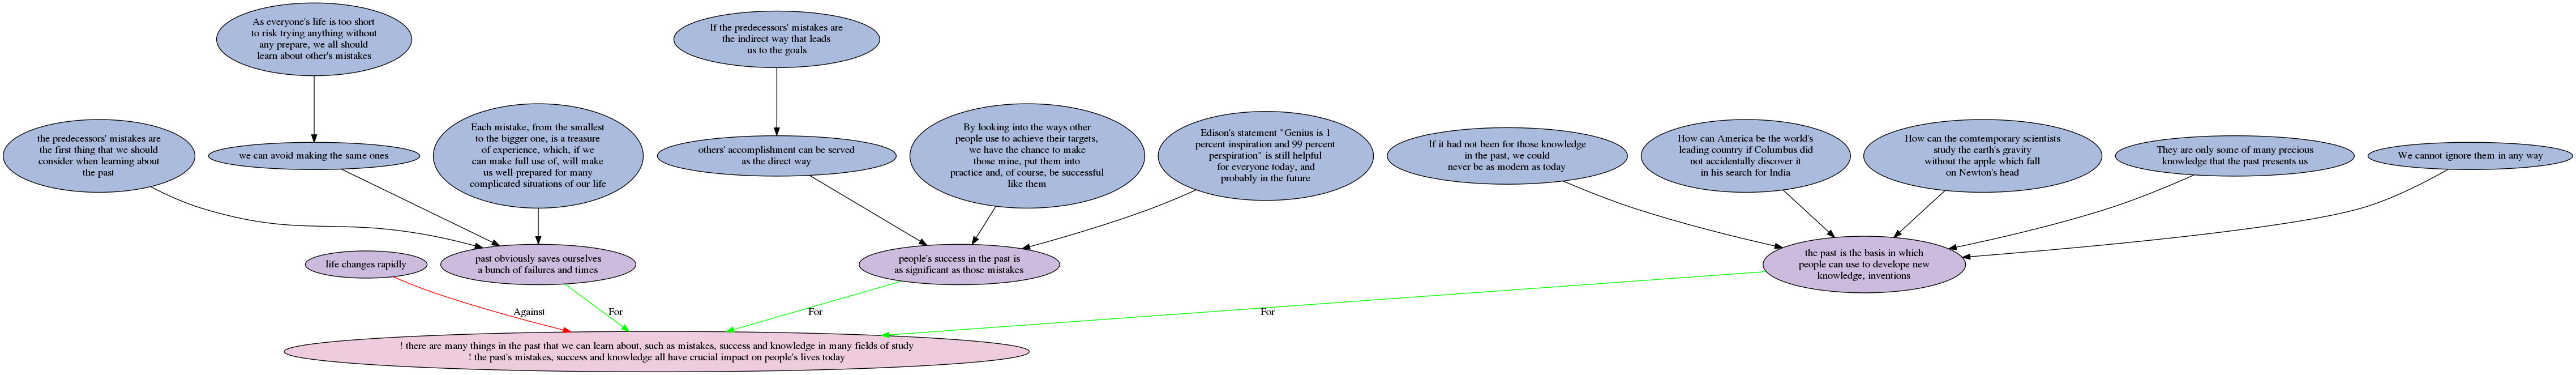 As everyone's life is too short
to risk trying anything without
any prepare, we all should
learn about other's mistakes
If the predecessors' mistakes are
the indirect way that leads
us to the goals
the predecessors' mistakes are
the first thing that we should
consider when learning about
the past
we can avoid making the same ones
Each mistake, from the smallest
to the bigger one, is a treasure
of experience, which, if we
can make full use of, will make
us well-prepared for many
complicated situations of our life
others' accomplishment can be served
as the direct way
By looking into the ways other
people use to achieve their targets,
we have the chance to make
those mine, put them into
practice and, of course, be successful
like them
Edison's statement "Genius is 1
percent inspiration and 99 percent
perspiration" is still helpful
for everyone today, and
probably in the future
If it had not been for those knowledge
in the past, we could
never be as modern as today
How can America be the world's
leading country if Columbus did
not accidentally discover it
in his search for India
How can the comtemporary scientists
study the earth's gravity
without the apple which fall
on Newton's head
They are only some of many precious
knowledge that the past presents us
We cannot ignore them in any way
life changes rapidly
past obviously saves ourselves
a bunch of failures and times
people's success in the past is
as significant as those mistakes
the past is the basis in which
people can use to develope new
knowledge, inventions
Against
For
For
For
! there are many things in the past that we can learn about, such as mistakes, success and knowledge in many fields of study
! the past's mistakes, success and knowledge all have crucial impact on people's lives today